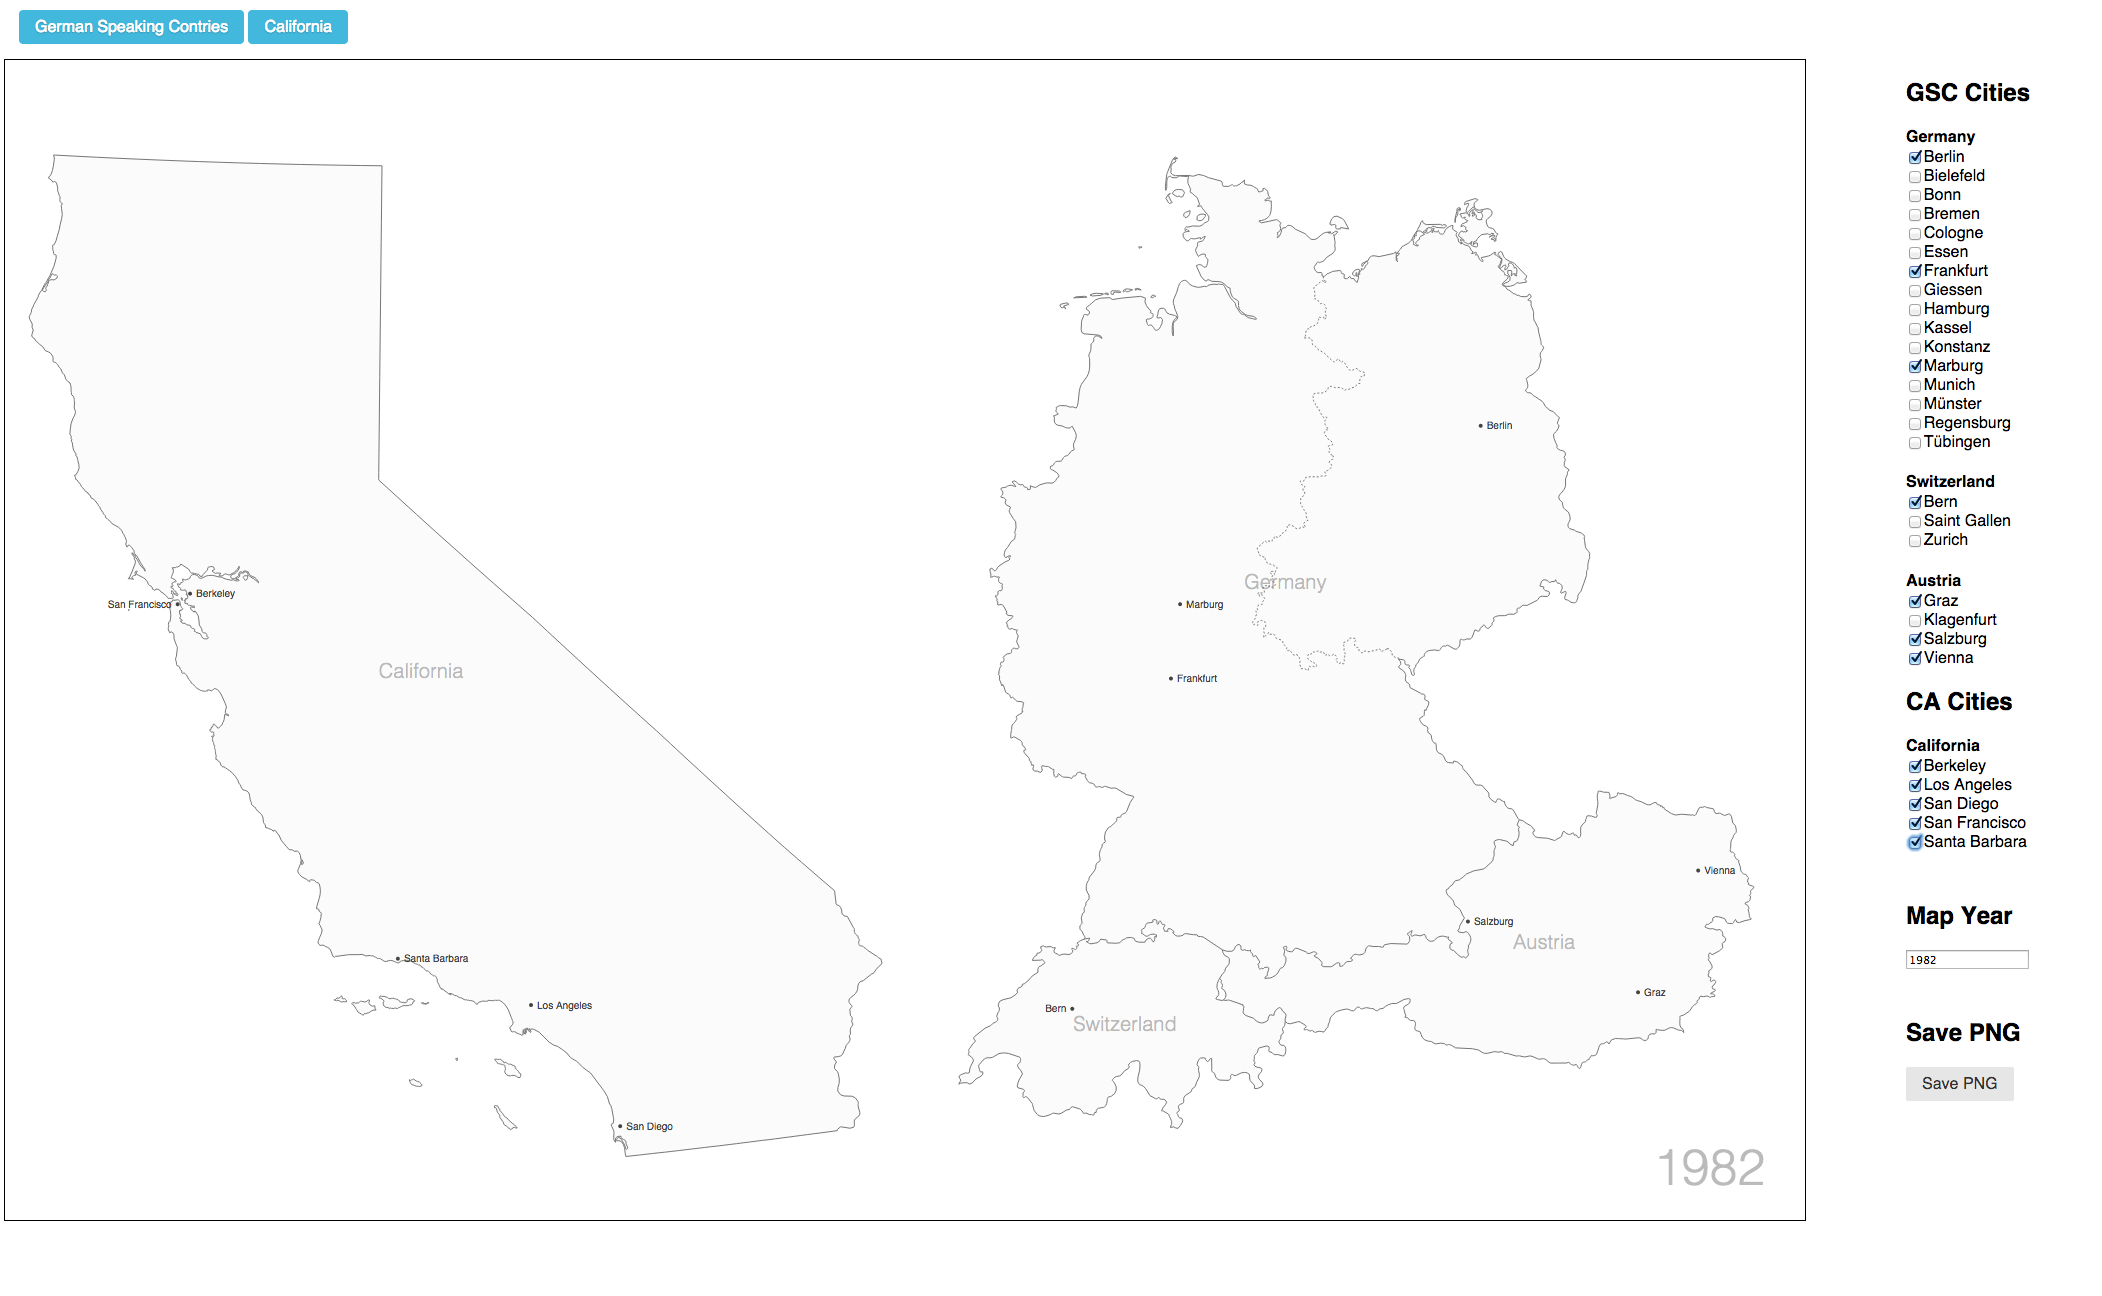 German Speaking Contries
California
Berkeley
San Francisco
California
Santa Barbara
Los Angeles
San Diego
Berlin
Germany
Marburg
Frankfurt
Vienna
Salzburg
Austria
Graz
Bern
Switzerland
1982
GSC Cities
Germany
Berlin
Bielefeld
Bonn
Bremen
Cologne
Essen
Frankfurt
Giessen
Hamburg
Kassel
Konstanz
Marburg
Munich
Münster
Regensburg
Tübingen
Switzerland
Bern
Saint Gallen
Zurich
Austria
Graz
Klagenfurt
Salzburg
Vienna
CA Cities
California
Berkeley
Los Angeles
San Diego
San Francisco
Santa Barbara
Map Year
1982
Save PNG
Save PNG